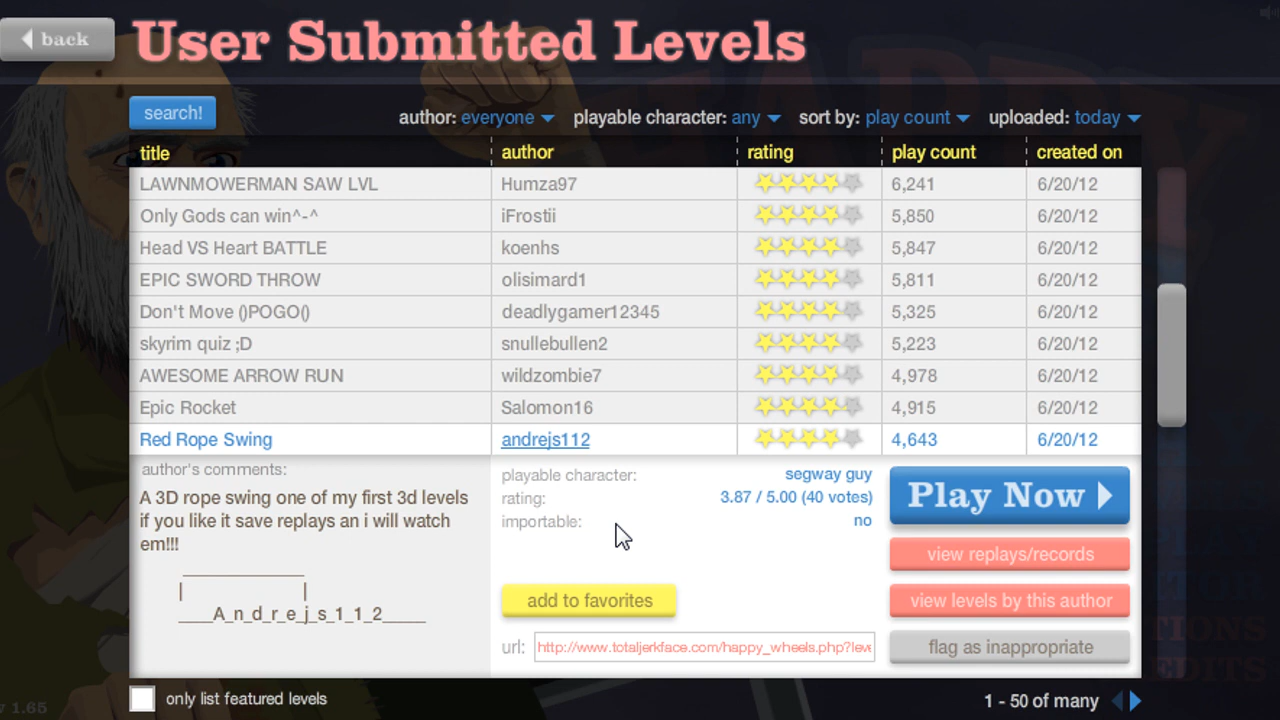 back
User Submitted Levels
search!
author: everyone playable character: any sort by: play count uploaded: today
title author rating play count created on
LAWNMOWERMAN SAW LVL Humza97 6,241 6/20/12
Only Gods can win^-^ iFrostii 5,850 6/20/12
Head VS Heart BATTLE koenhs 5,847 6/20/12
EPIC SWORD THROW olisimard1 5,811 6/20/12
Don't Move ()POGO() deadlygamer12345 5,325 6/20/12
skyrim quiz ;D snullebullen2 5,223 6/20/12
AWESOME ARROW RUN wildzombie7 4,978 6/20/12
Epic Rocket Salomon16 4,915 6/20/12
Red Rope Swing andrejs112 4,643 6/20/12
author's comments:
A 3D rope swing one of my first 3d levels
if you like it save replays an i will watch
em!!!
____A_n_d_r_e_j_s_1_1_2_____
playable character: segway guy
rating: 3.87 / 5.00 (40 votes)
importable: no
add to favorites
url: http://www.totaljerkface.com/happy_wheels.php?leve
Play Now
view replays/records
view levels by this author
flag as inappropriate
only list featured levels
1 - 50 of many
v 1.65